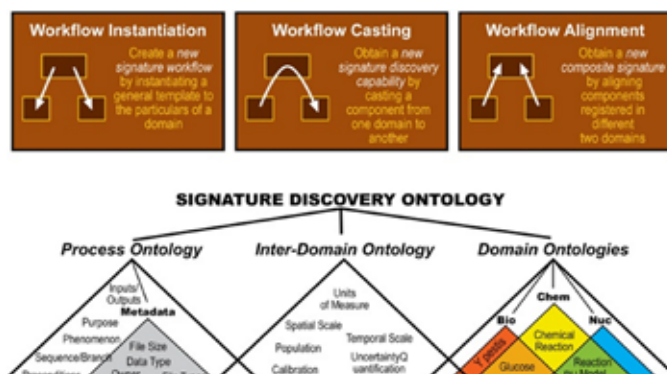 Workflow Instantiation
Create a new
signature workflow
by instantiating a
general template to
the particulars of a
domain
Workflow Casting
Obtain a new
signature discovery
capability by
casting a
component from
one domain to
another
Workflow Alignment
Obtain a new
composite signature
by aligning
components
registered in
different
two domains
SIGNATURE DISCOVERY ONTOLOGY
Process Ontology
Inter-Domain Ontology
Domain Ontologies
Inputs/
Outputs
Metadata
Purpose
Phenomenon
Sequence/Branch
File Size
Data Type
Units
of Measure
Spatial Scale
Temporal Scale
Population
UncertaintyQ
uantification
Calibration
Bio
Chem
Nuc
Y pestis
Chemical
Reaction
Glucose
Reaction